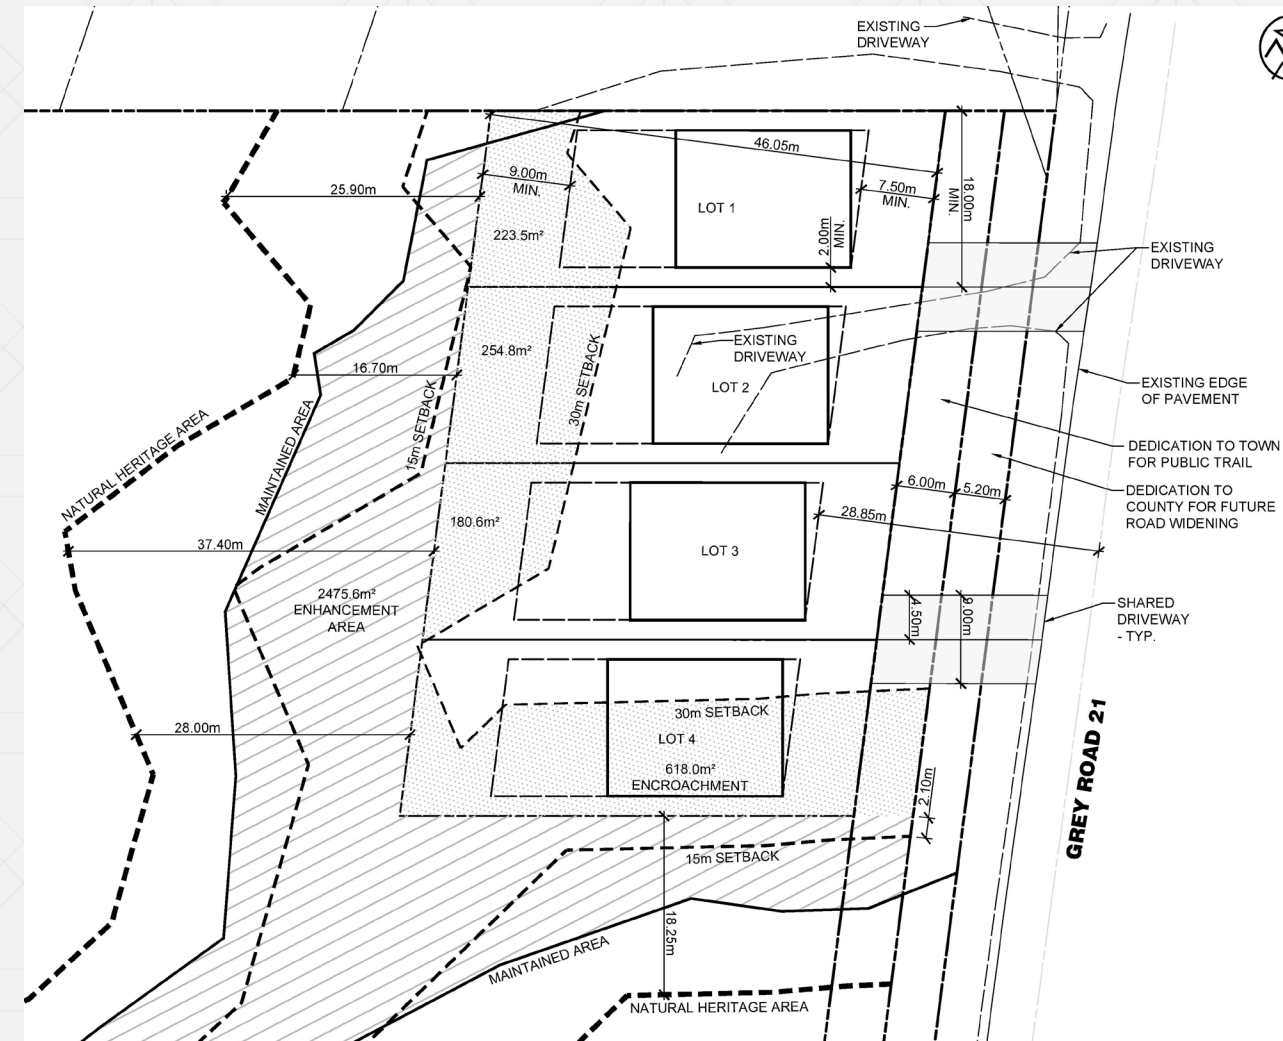 EXISTING
DRIVEWAY
46.05m
9.00m
MIN.
25.90m
7.50m
MIN.
18.00m
MIN.
LOT 1
2.00m
MIN.
223.5m²
EXISTING
DRIVEWAY
EXISTING
DRIVEWAY
254.8m²
30m SETBACK
LOT 2
16.70m
15m SETBACK
EXISTING EDGE
OF PAVEMENT
NATURAL HERITAGE AREA
MAINTAINED AREA
DEDICATION TO TOWN
FOR PUBLIC TRAIL
6.00m
5.20m
DEDICATION TO
COUNTY FOR FUTURE
ROAD WIDENING
180.6m²
28.85m
37.40m
LOT 3
2475.6m²
ENHANCEMENT
AREA
4.50m
9.00m
SHARED
DRIVEWAY
- TYP.
30m SETBACK
28.00m
LOT 4
618.0m²
ENCROACHMENT
2.10m
GREY ROAD 21
15m SETBACK
18.25m
MAINTAINED AREA
NATURAL HERITAGE AREA